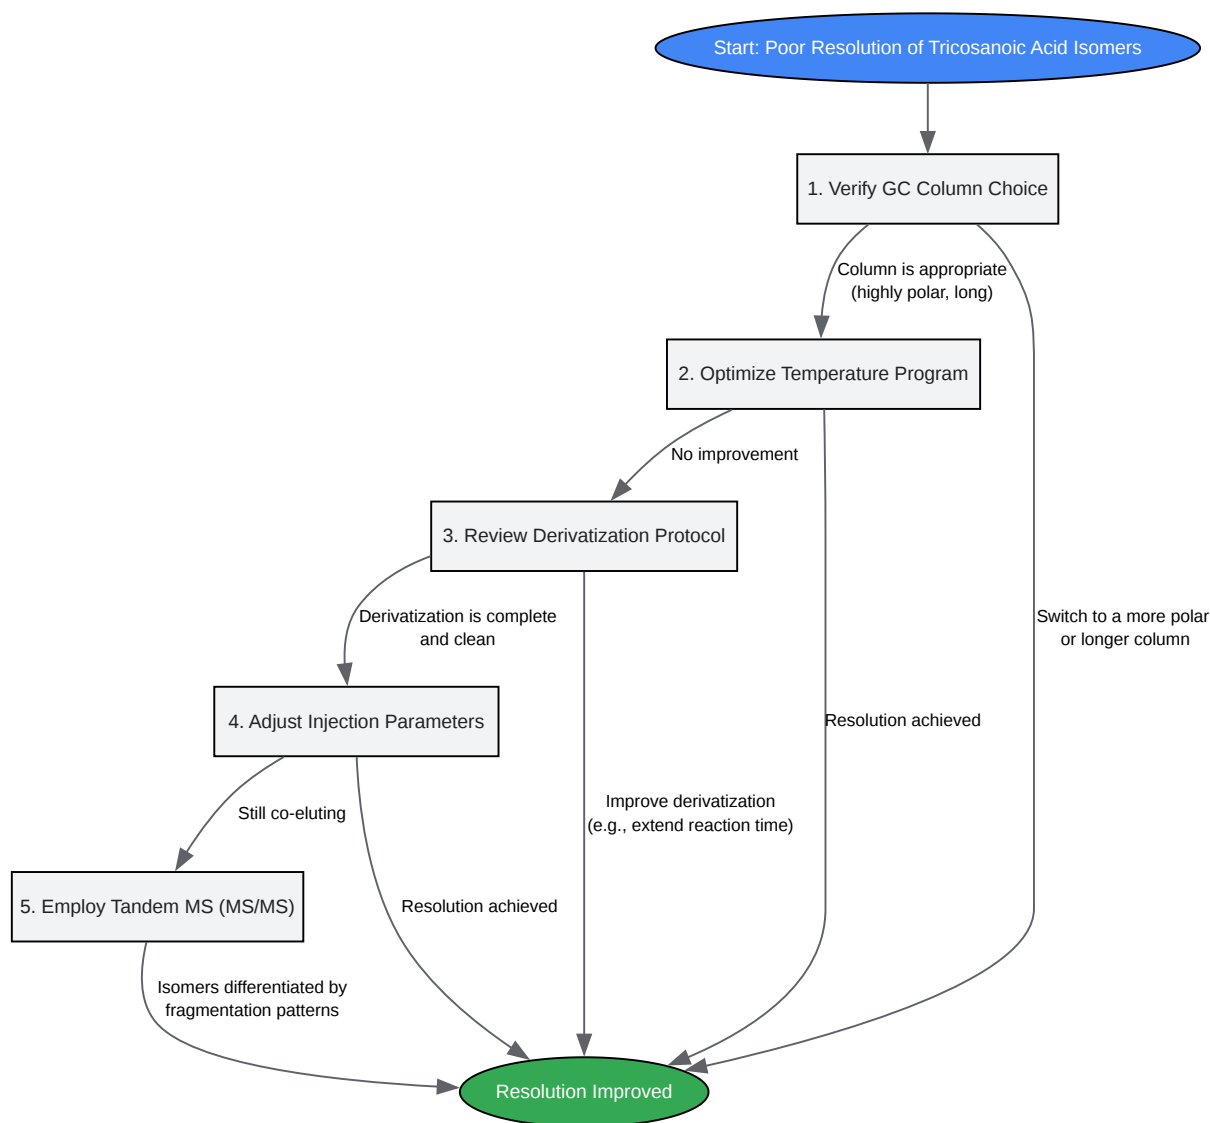 Start: Poor Resolution of Tricosanoic Acid Isomers
1. Verify GC Column Choice
Column is appropriate
(highly polar, long)
2. Optimize Temperature Program
No improvement
3. Review Derivatization Protocol
Derivatization is complete
and clean
Switch to a more polar
or longer column
4. Adjust Injection Parameters
Resolution achieved
Still co-eluting
Improve derivatization
(e.g., extend reaction time)
5. Employ Tandem MS (MS/MS)
Resolution achieved
Isomers differentiated by
fragmentation patterns
Resolution Improved